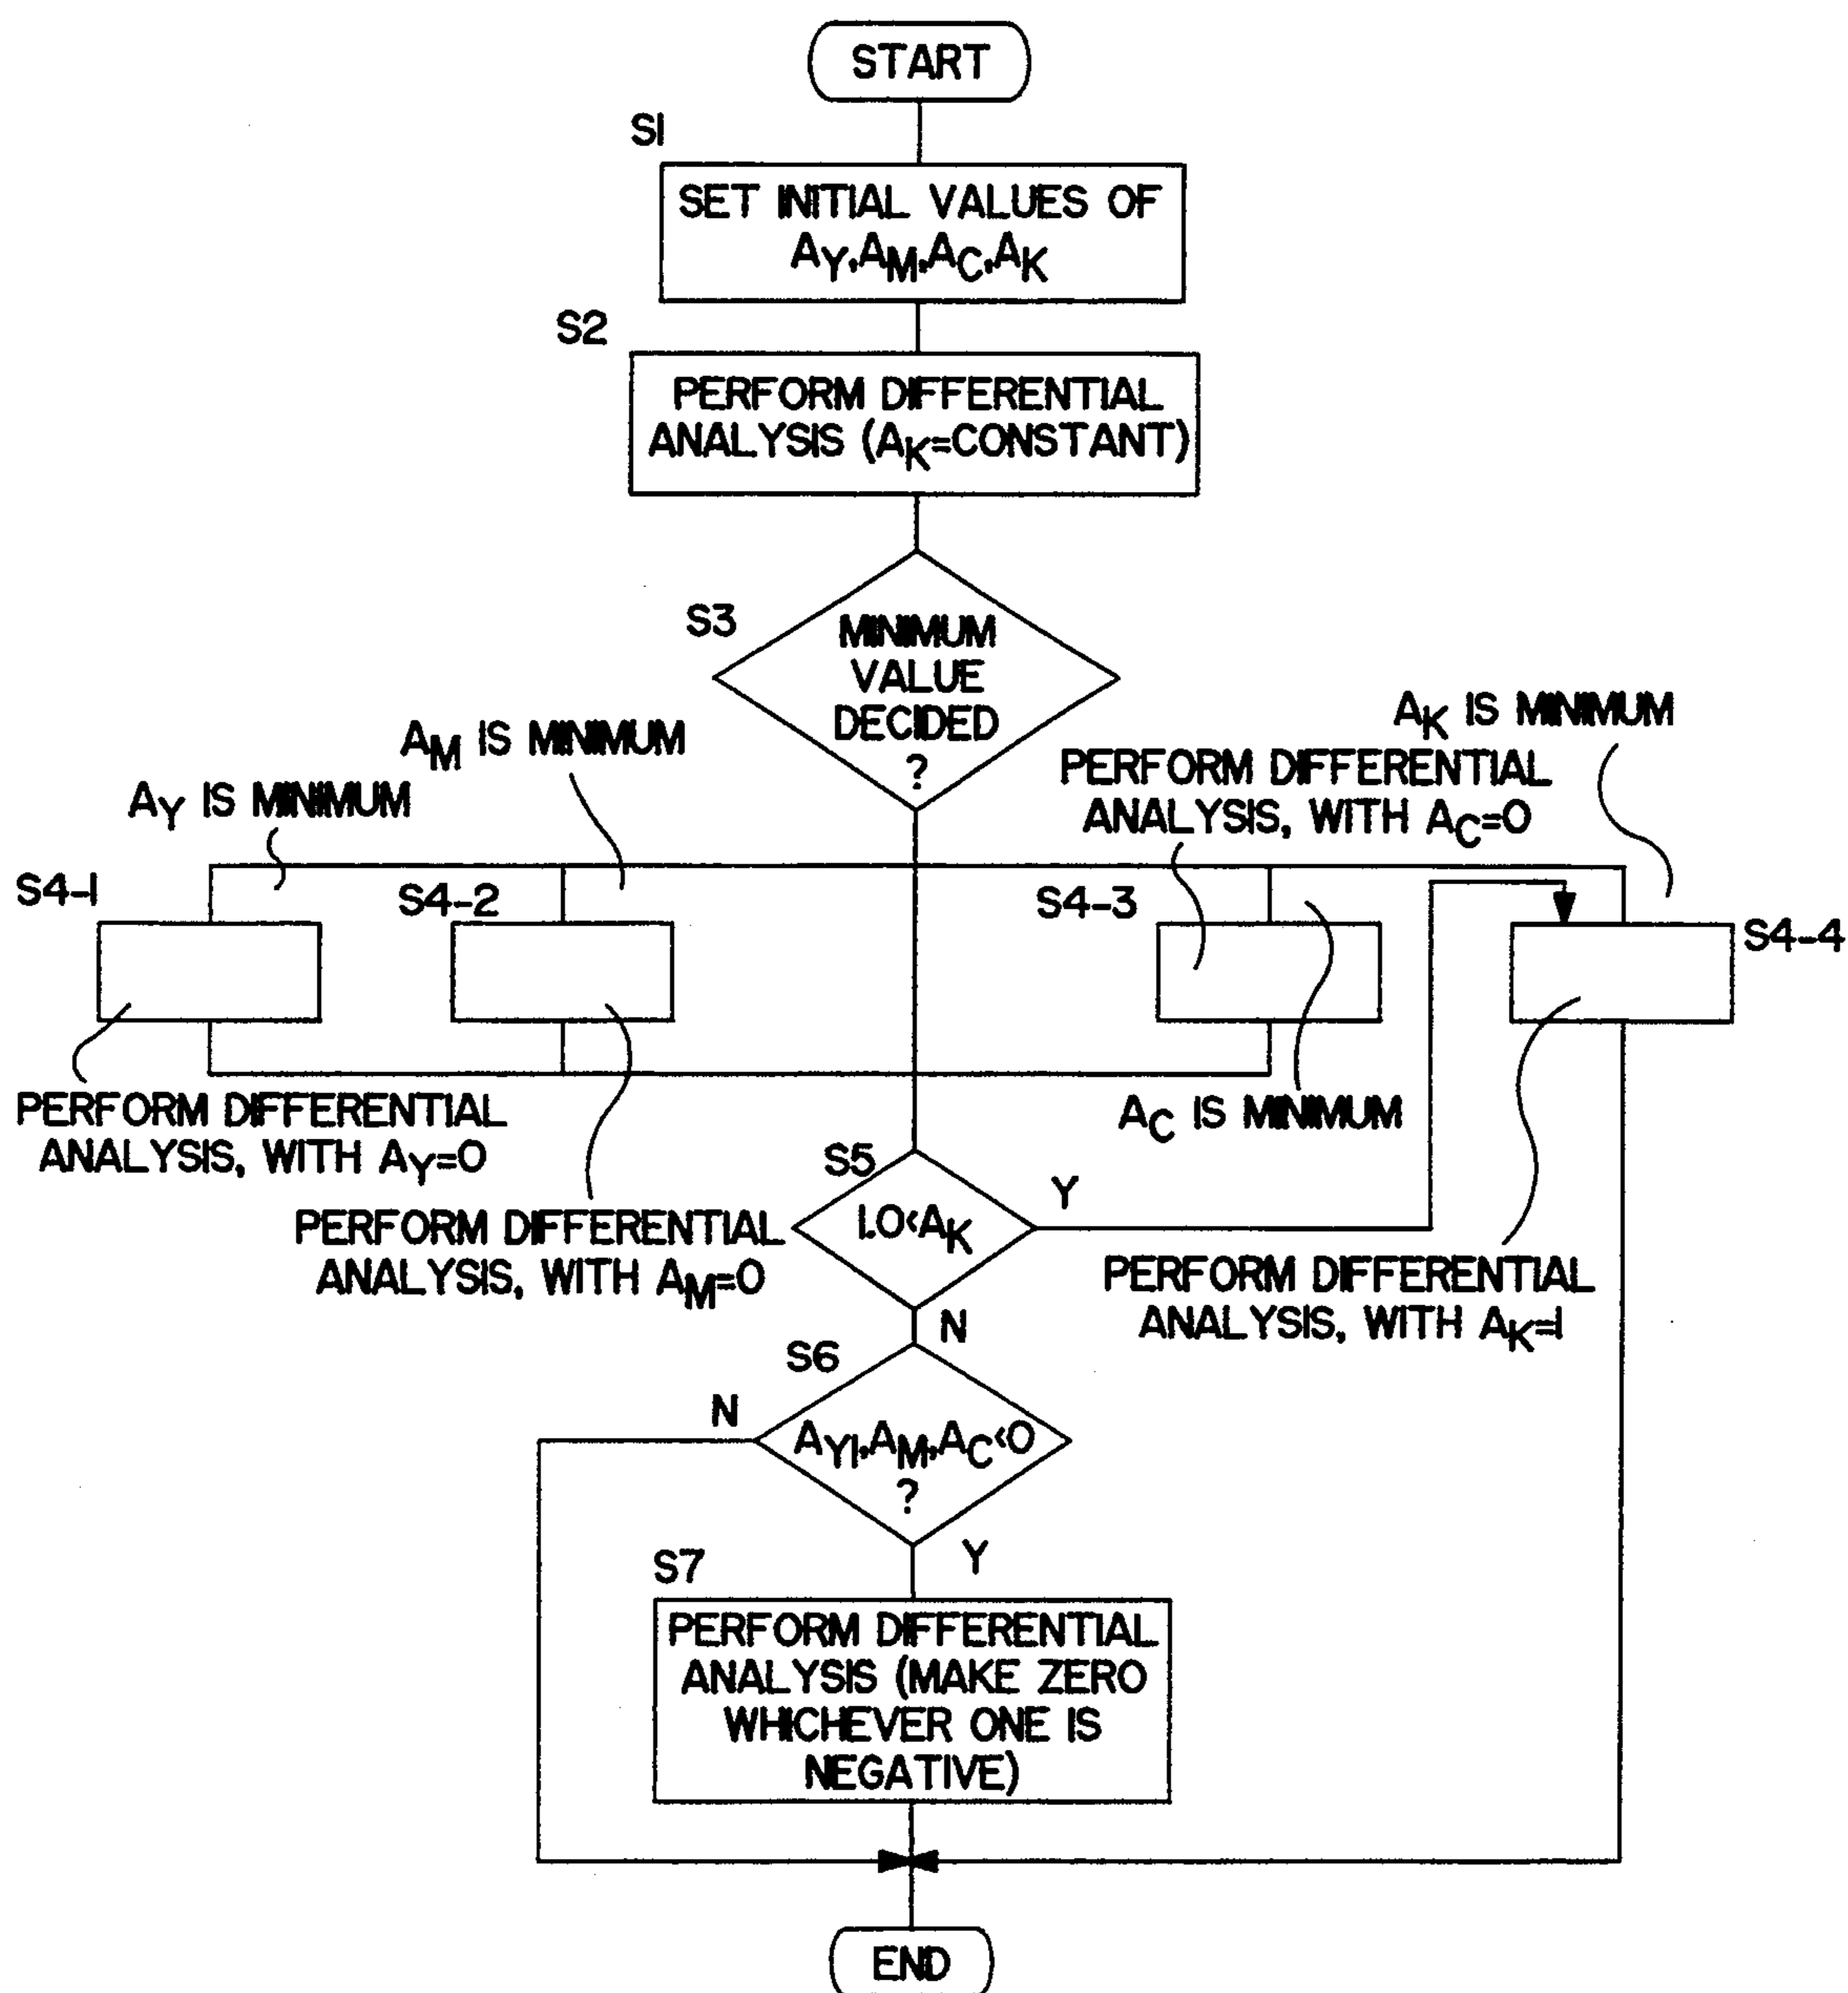 START
S1
SET INITIAL VALUES OF
AY,AM,AC,AK
S2
PERFORM DIFFERENTIAL
ANALYSIS (AK=CONSTANT)
S3
MINIMUM
VALUE
DECIDED
?
AY IS MINIMUM
AM IS MINIMUM
PERFORM DIFFERENTIAL
ANALYSIS, WITH AC=0
AK IS MINIMUM
S4-1
S4-2
S4-3
S4-4
PERFORM DIFFERENTIAL
ANALYSIS, WITH AY=0
PERFORM DIFFERENTIAL
ANALYSIS, WITH AM=0
AC IS MINIMUM
S5
1.0<AK
Y
PERFORM DIFFERENTIAL
ANALYSIS, WITH AK=1
N
S6
N
AY1,AM,AC<0
?
Y
S7
PERFORM DIFFERENTIAL
ANALYSIS (MAKE ZERO
WHICHEVER ONE IS
NEGATIVE)
END